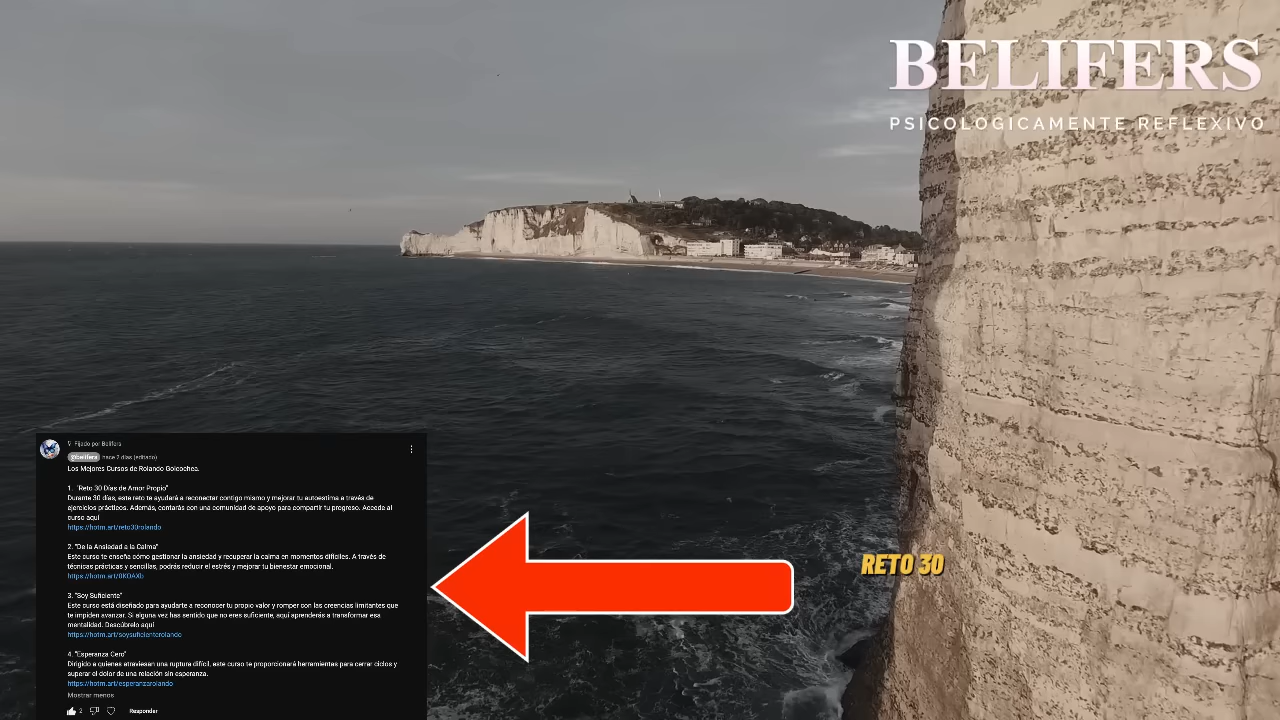 BELIFERS
PSICOLOGICAMENTE REFLEXIVO
Fijado por Belifers
@belifers hace 2 días (editado)
Los Mejores Cursos de Rolando Goicochea.
1. "Reto 30 Días de Amor Propio"
Durante 30 días, este reto te ayudará a reconectar contigo mismo y mejorar tu autoestima a través de
ejercicios prácticos. Además, contarás con una comunidad de apoyo para compartir tu progreso. Accede al
curso aquí
https://hotm.art/reto30rolando
2. "De la Ansiedad a la Calma"
Este curso te enseña cómo gestionar la ansiedad y recuperar la calma en momentos difíciles. A través de
técnicas prácticas y sencillas, podrás reducir el estrés y mejorar tu bienestar emocional.
https://hotm.art/0KOAXb
3. "Soy Suficiente"
Este curso está diseñado para ayudarte a reconocer tu propio valor y romper con las creencias limitantes que
te impiden avanzar. Si alguna vez has sentido que no eres suficiente, aquí aprenderás a transformar esa
mentalidad. Descúbrelo aquí
https://hotm.art/soysuficienterolando
4. "Esperanza Cero"
Dirigido a quienes atraviesan una ruptura difícil, este curso te proporcionará herramientas para cerrar ciclos y
superar el dolor de una relación sin esperanza.
https://hotm.art/esperanzarolando
Mostrar menos
2 Responder
RETO 30